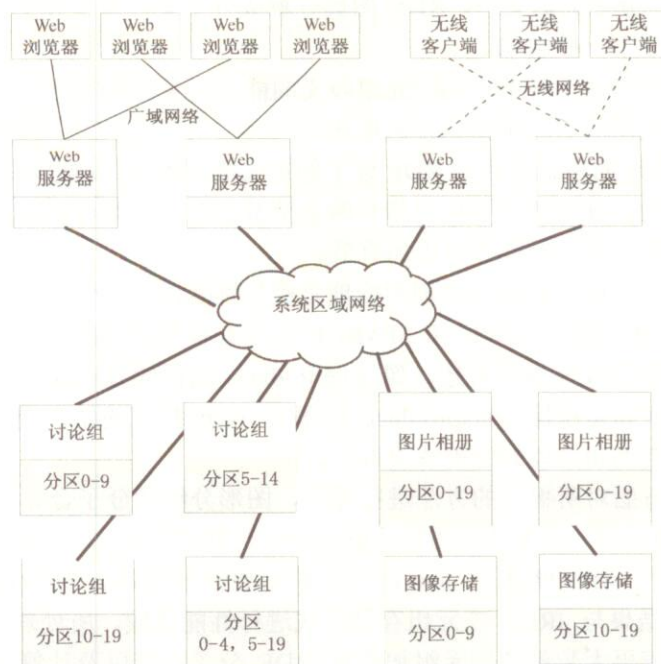 Web
浏览器
Web
浏览器
Web
浏览器
Web
浏览器
无线
客户端
无线
客户端
无线
客户端
广域网络
无线网络
Web
服务器
Web
服务器
Web
服务器
Web
服务器
系统区域网络
讨论组
分区0-9
讨论组
分区5-14
图片相册
分区0-19
图片相册
分区0-19
讨论组
分区10-19
讨论组
分区
0-4，5-19
图像存储
分区0-9
图像存储
分区10-19